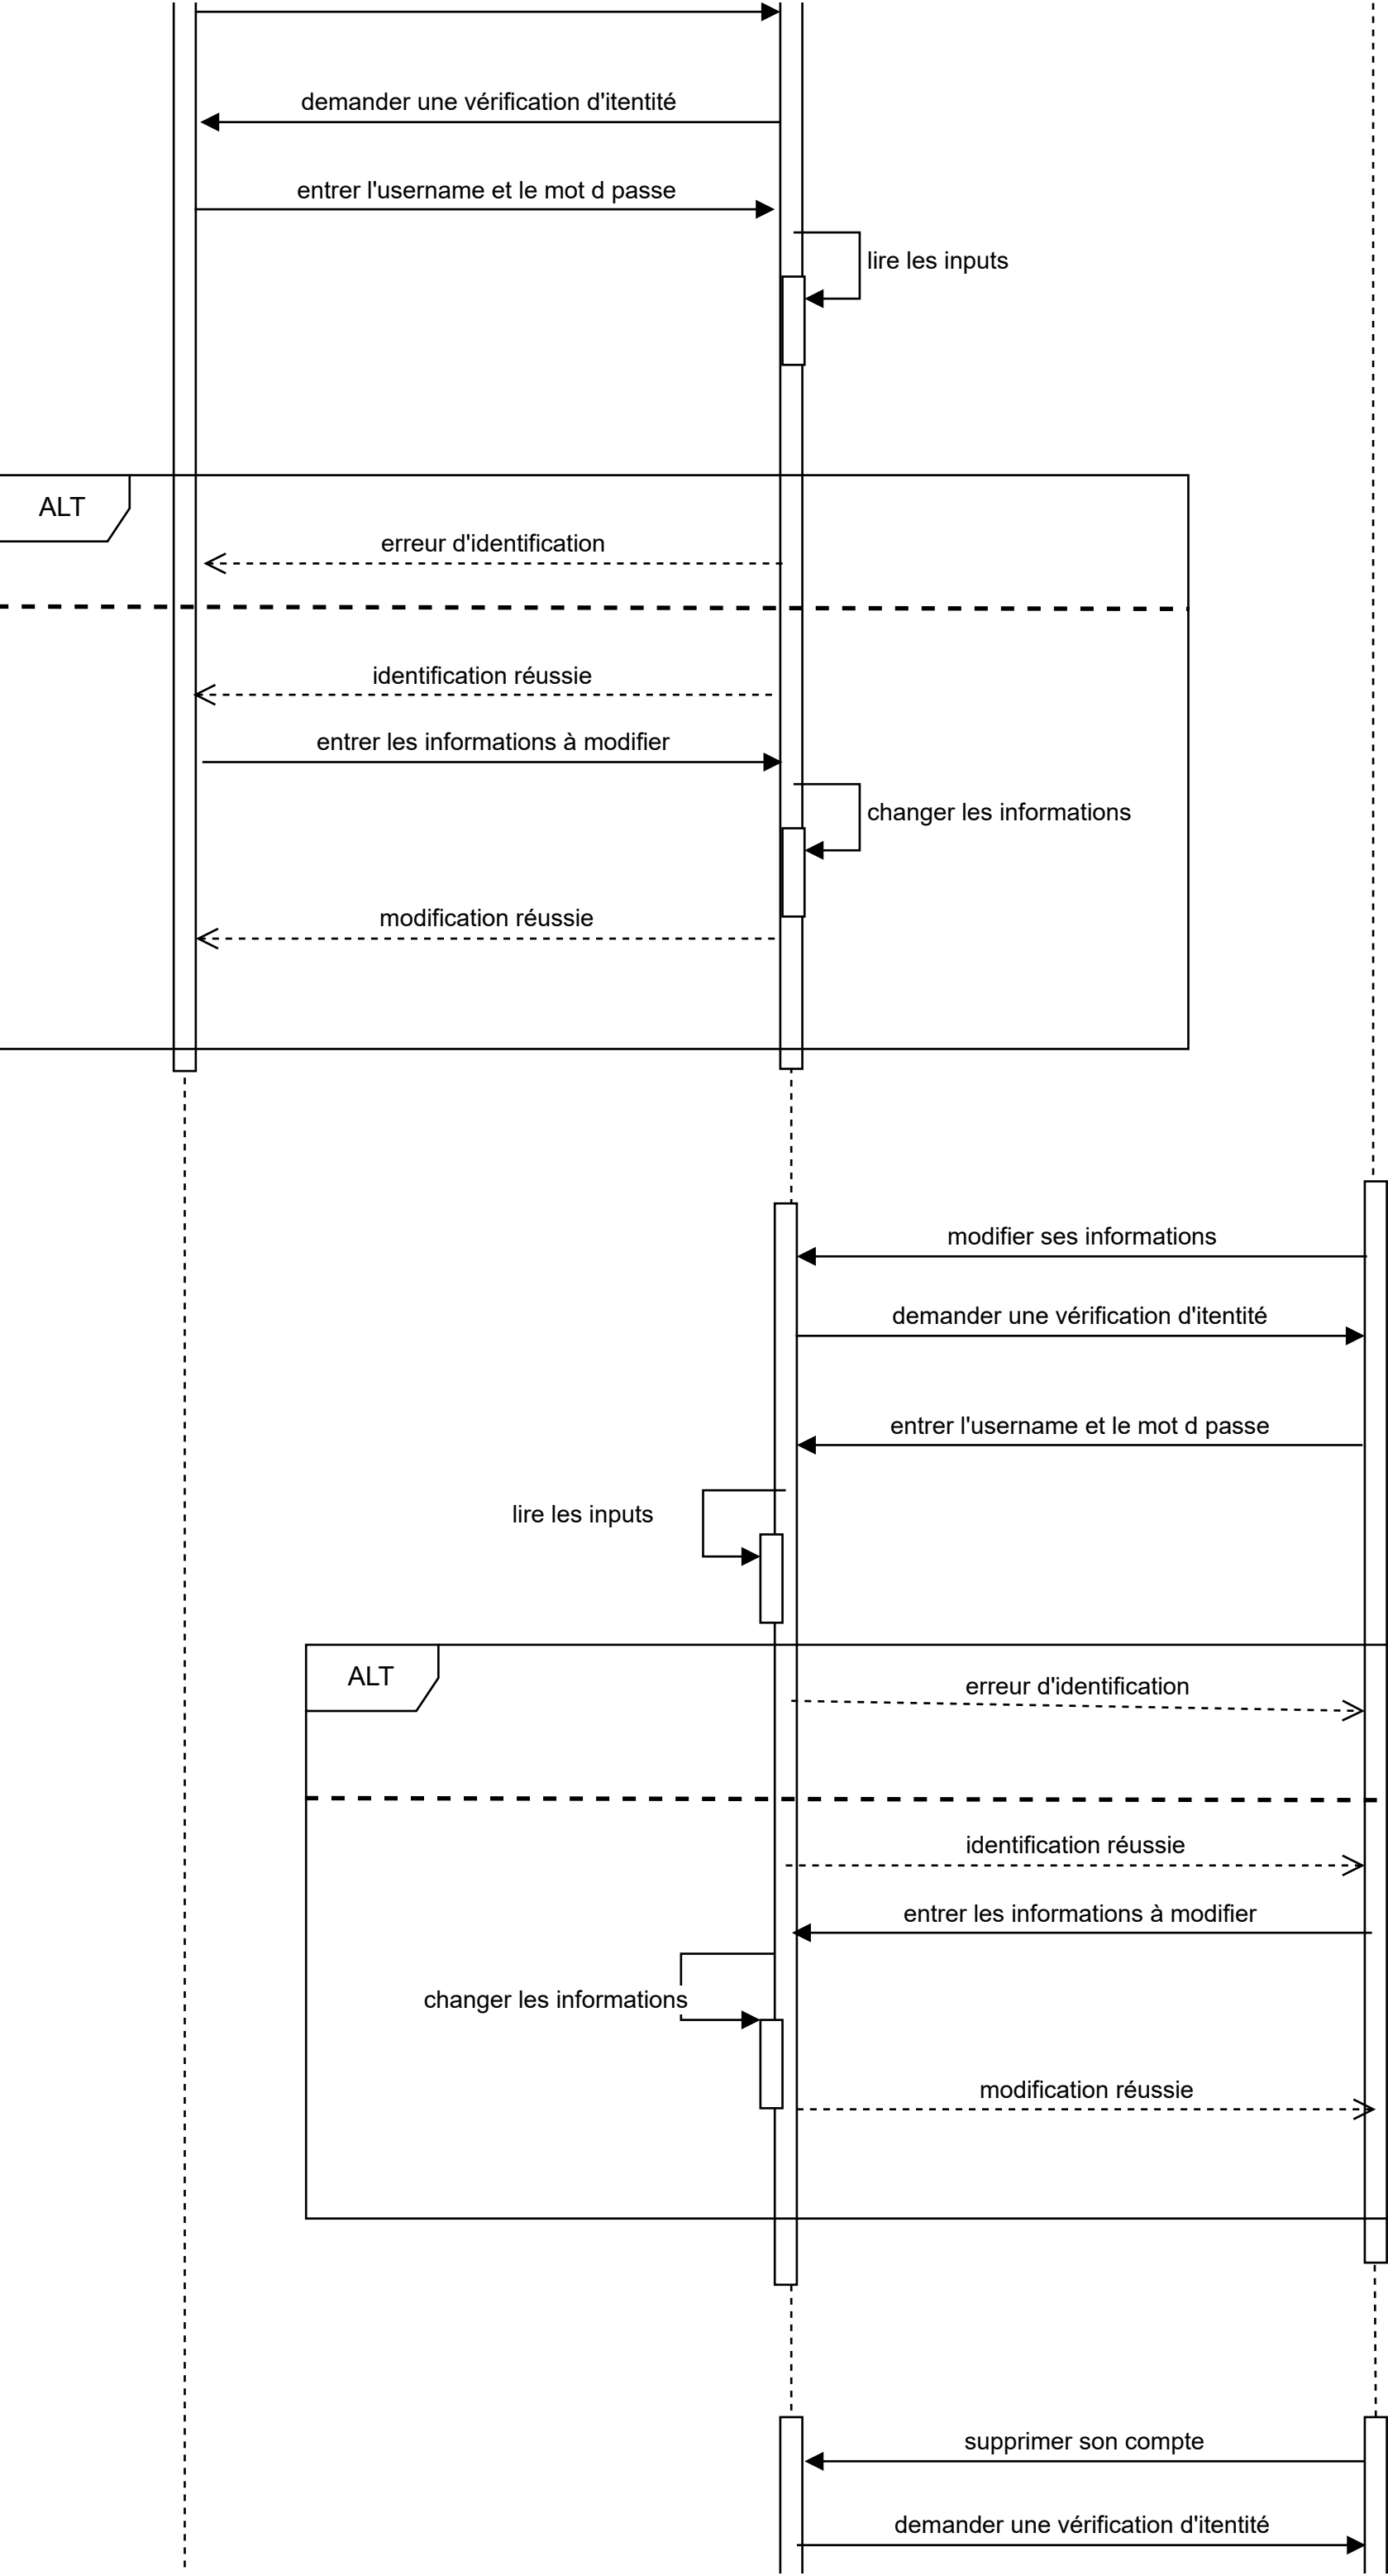 demander une vérification d'itentité
entrer l'username et le mot d passe
lire les inputs
ALT
erreur d'identification
identification réussie
entrer les informations à modifier
changer les informations
modification réussie
modifier ses informations
demander une vérification d'itentité
entrer l'username et le mot d passe
lire les inputs
ALT
erreur d'identification
identification réussie
entrer les informations à modifier
changer les informations
modification réussie
supprimer son compte
demander une vérification d'itentité